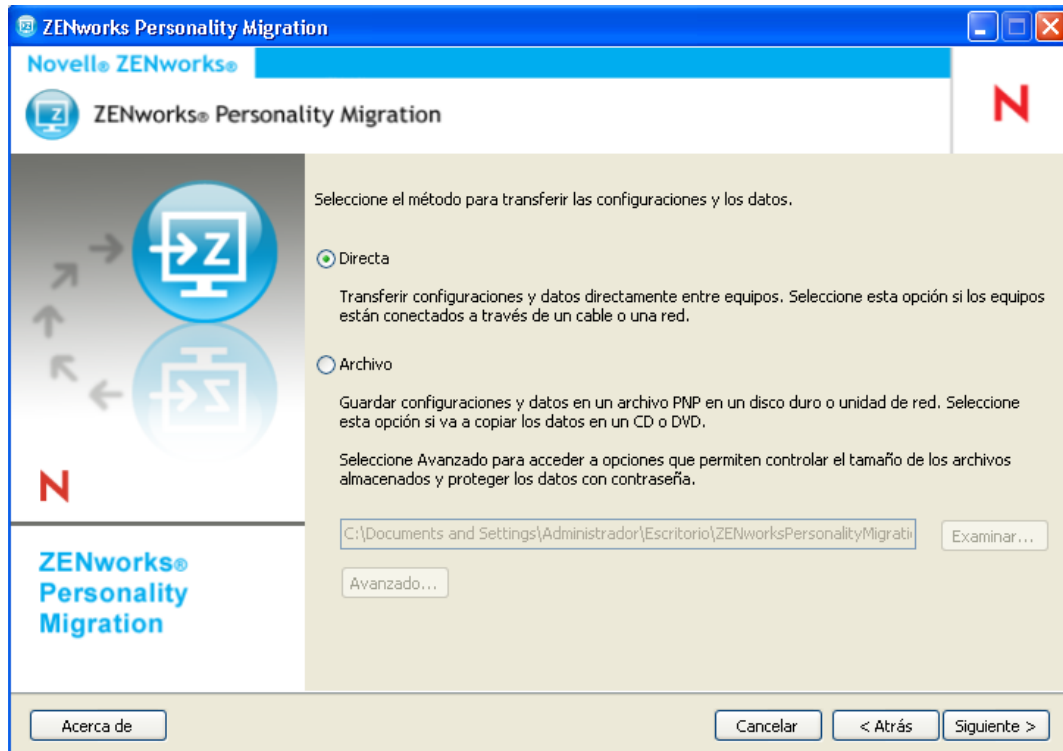 ZENworks Personality Migration
Novell® ZENworks®
ZENworks® Personality Migration
N
Z
Seleccione el método para transferir las configuraciones y los datos.
Directa
Transferir configuraciones y datos directamente entre equipos. Seleccione esta opción si los equipos
están conectados a través de un cable o una red.
Archivo
Guardar configuraciones y datos en un archivo PNP en un disco duro o unidad de red. Seleccione
esta opción si va a copiar los datos en un CD o DVD.
Seleccione Avanzado para acceder a opciones que permiten controlar el tamaño de los archivos
almacenados y proteger los datos con contraseña.
C:\Documents and Settings\Administrador\Escritorio\ZENworksPersonalityMigrati
Examinar...
Avanzado...
N
ZENworks®
Personality
Migration
Acerca de
Cancelar
< Atrás
Siguiente >